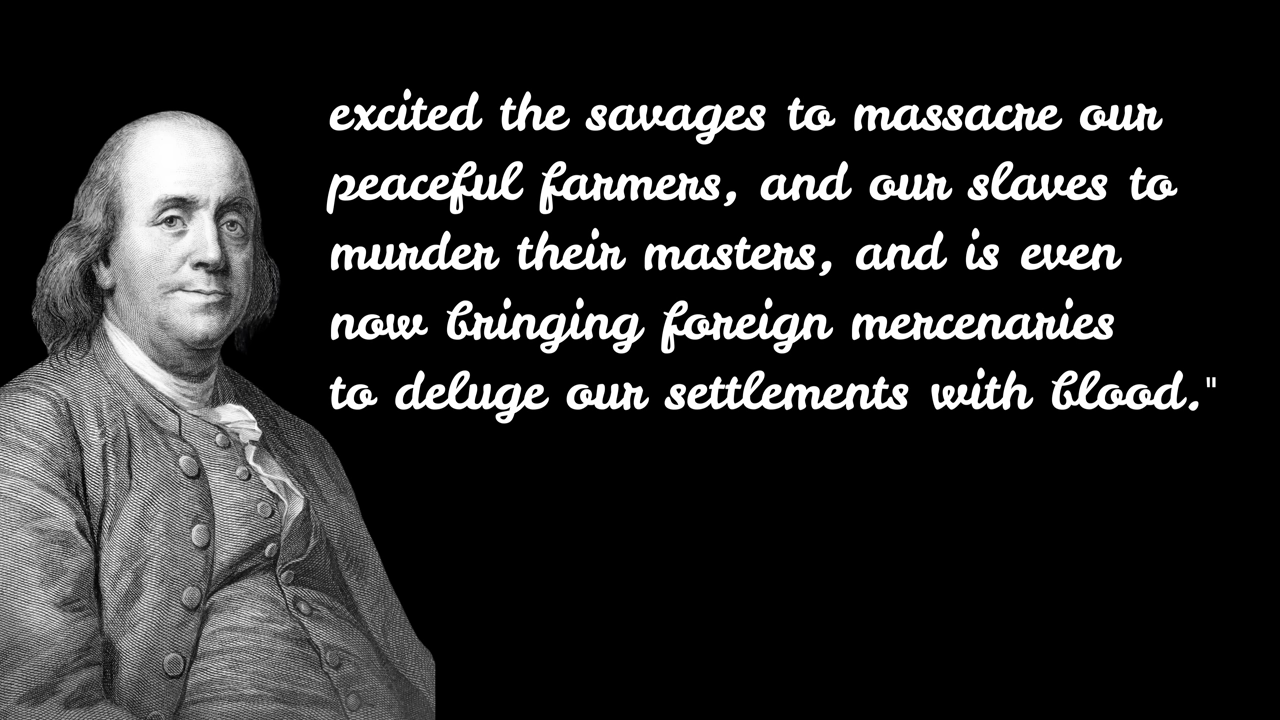 excited the savages to massacre our
peaceful farmers, and our slaves to
murder their masters, and is even
now bringing foreign mercenaries
to deluge our settlements with blood."